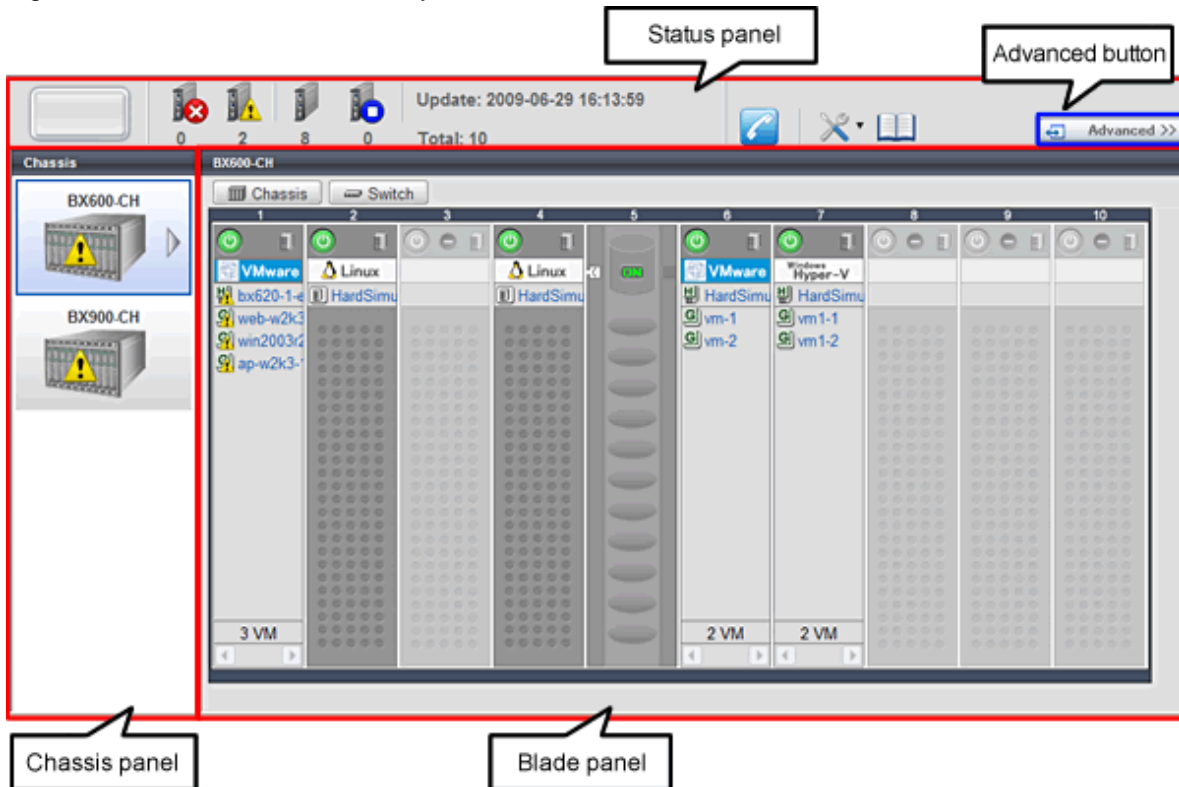 Status panel
Advanced button
Update: 2009-06-29 16:13:59
0 2 8 0 Total: 10
Advanced >>
Chassis
BX600-CH
BX600-CH
BX900-CH
Chassis Switch
1 2 3 4 5 6 7 8 9 10
VMware Linux Linux ON VMware Windows Hyper-V
bx620-1-e HardSimu HardSimu HardSimu HardSimu
web-w2k3 vm-1 vm1-1
win2003r2 vm-2 vm1-2
ap-w2k3-
3 VM 2 VM 2 VM
Chassis panel
Blade panel